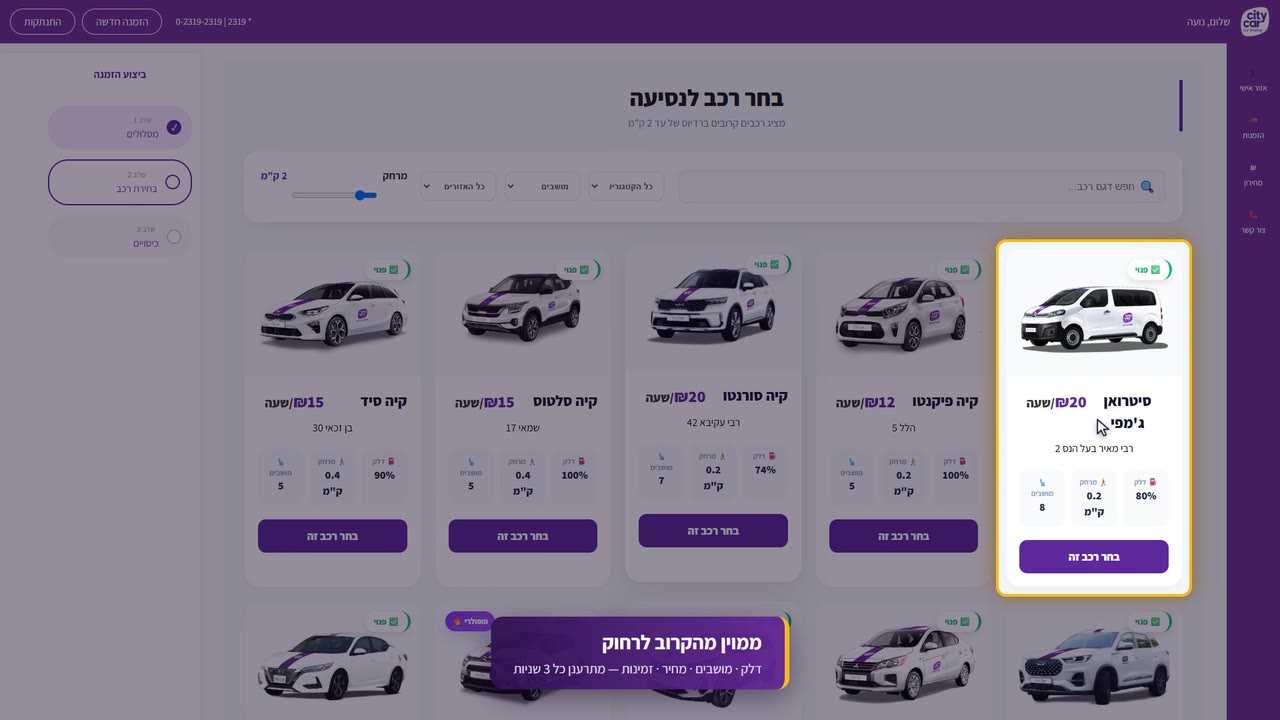 city
car
שלום, נועה
* 2319 | 0-2319-2319
הזמנה חדשה
התנתקות
אזור אישי
הזמנות
מחירון
צור קשר
ביצוע הזמנה
שלב 1
מסלולים
שלב 2
בחירת רכב
שלב 3
כיסויים
בחר רכב לנסיעה
מציג רכבים קרובים ברדיוס של עד 2 ק"מ
חפש דגם רכב...
כל הקטגוריו
מושבים
כל האזורים
מרחק
2 ק"מ
פנוי
סיטרואן ג'מפי
₪20/שעה
רבי מאיר בעל הנס 2
דלק
80%
מרחק
0.2 ק"מ
מושבים
8
בחר רכב זה
פנוי
קיה פיקנטו
₪12/שעה
הלל 5
דלק
100%
מרחק
0.2 ק"מ
מושבים
5
בחר רכב זה
פנוי
קיה סורנטו
₪20/שעה
רבי עקיבא 42
דלק
74%
מרחק
0.2 ק"מ
מושבים
7
בחר רכב זה
פנוי
קיה סלטוס
₪15/שעה
שמאי 17
דלק
100%
מרחק
0.4 ק"מ
מושבים
5
בחר רכב זה
פנוי
קיה סיד
₪15/שעה
בן זכאי 30
דלק
90%
מרחק
0.4 ק"מ
מושבים
5
בחר רכב זה
פנוי
פנוי
פופולרי
פנוי
ממוין מהקרוב לרחוק
דלק · מושבים · מחיר · זמינות — מתרענן כל 3 שניות